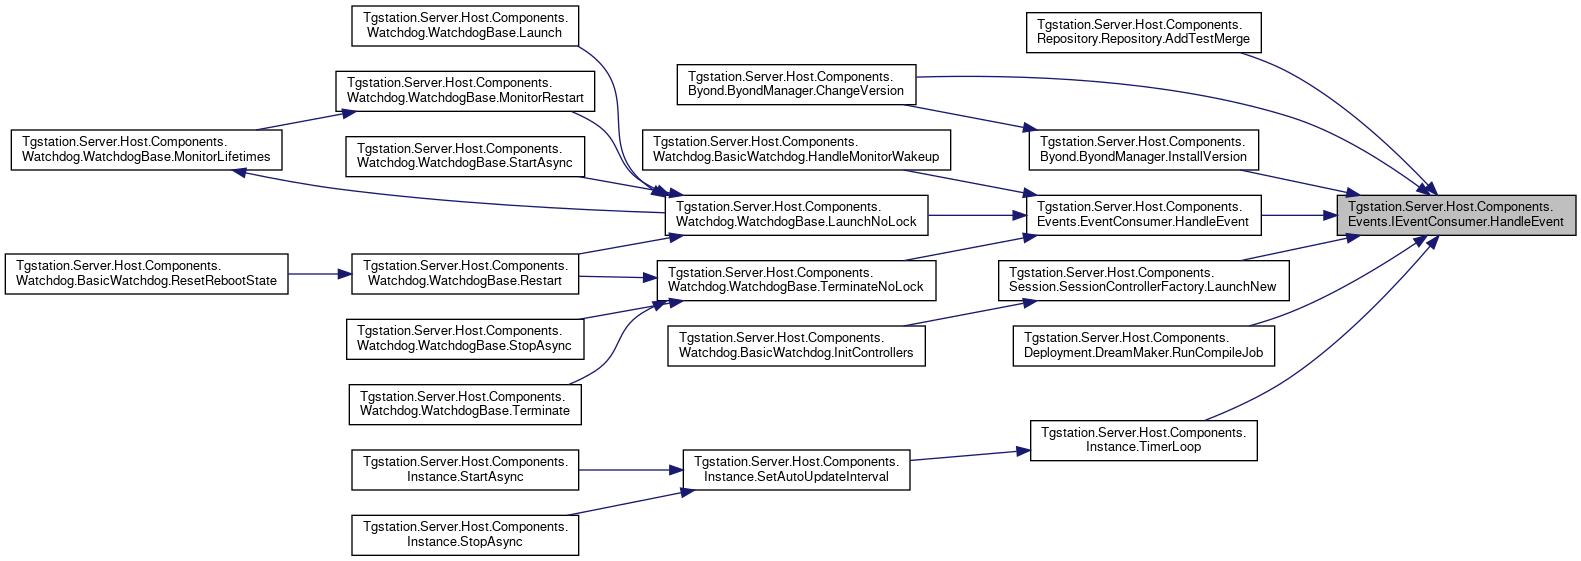 Tgstation.Server.Host.Components.
Watchdog.WatchdogBase.Launch
Tgstation.Server.Host.Components.
Repository.Repository.AddTestMerge
Tgstation.Server.Host.Components.
Byond.ByondManager.ChangeVersion
Tgstation.Server.Host.Components.
Watchdog.WatchdogBase.MonitorRestart
Tgstation.Server.Host.Components.
Watchdog.WatchdogBase.MonitorLifetimes
Tgstation.Server.Host.Components.
Watchdog.WatchdogBase.StartAsync
Tgstation.Server.Host.Components.
Watchdog.BasicWatchdog.HandleMonitorWakeup
Tgstation.Server.Host.Components.
Byond.ByondManager.InstallVersion
Tgstation.Server.Host.Components.
Watchdog.WatchdogBase.LaunchNoLock
Tgstation.Server.Host.Components.
Events.EventConsumer.HandleEvent
Tgstation.Server.Host.Components.
Events.IEventConsumer.HandleEvent
Tgstation.Server.Host.Components.
Watchdog.BasicWatchdog.ResetRebootState
Tgstation.Server.Host.Components.
Watchdog.WatchdogBase.Restart
Tgstation.Server.Host.Components.
Watchdog.WatchdogBase.TerminateNoLock
Tgstation.Server.Host.Components.
Session.SessionControllerFactory.LaunchNew
Tgstation.Server.Host.Components.
Watchdog.WatchdogBase.StopAsync
Tgstation.Server.Host.Components.
Watchdog.BasicWatchdog.InitControllers
Tgstation.Server.Host.Components.
Deployment.DreamMaker.RunCompileJob
Tgstation.Server.Host.Components.
Watchdog.WatchdogBase.Terminate
Tgstation.Server.Host.Components.
Instance.TimerLoop
Tgstation.Server.Host.Components.
Instance.StartAsync
Tgstation.Server.Host.Components.
Instance.SetAutoUpdateInterval
Tgstation.Server.Host.Components.
Instance.StopAsync